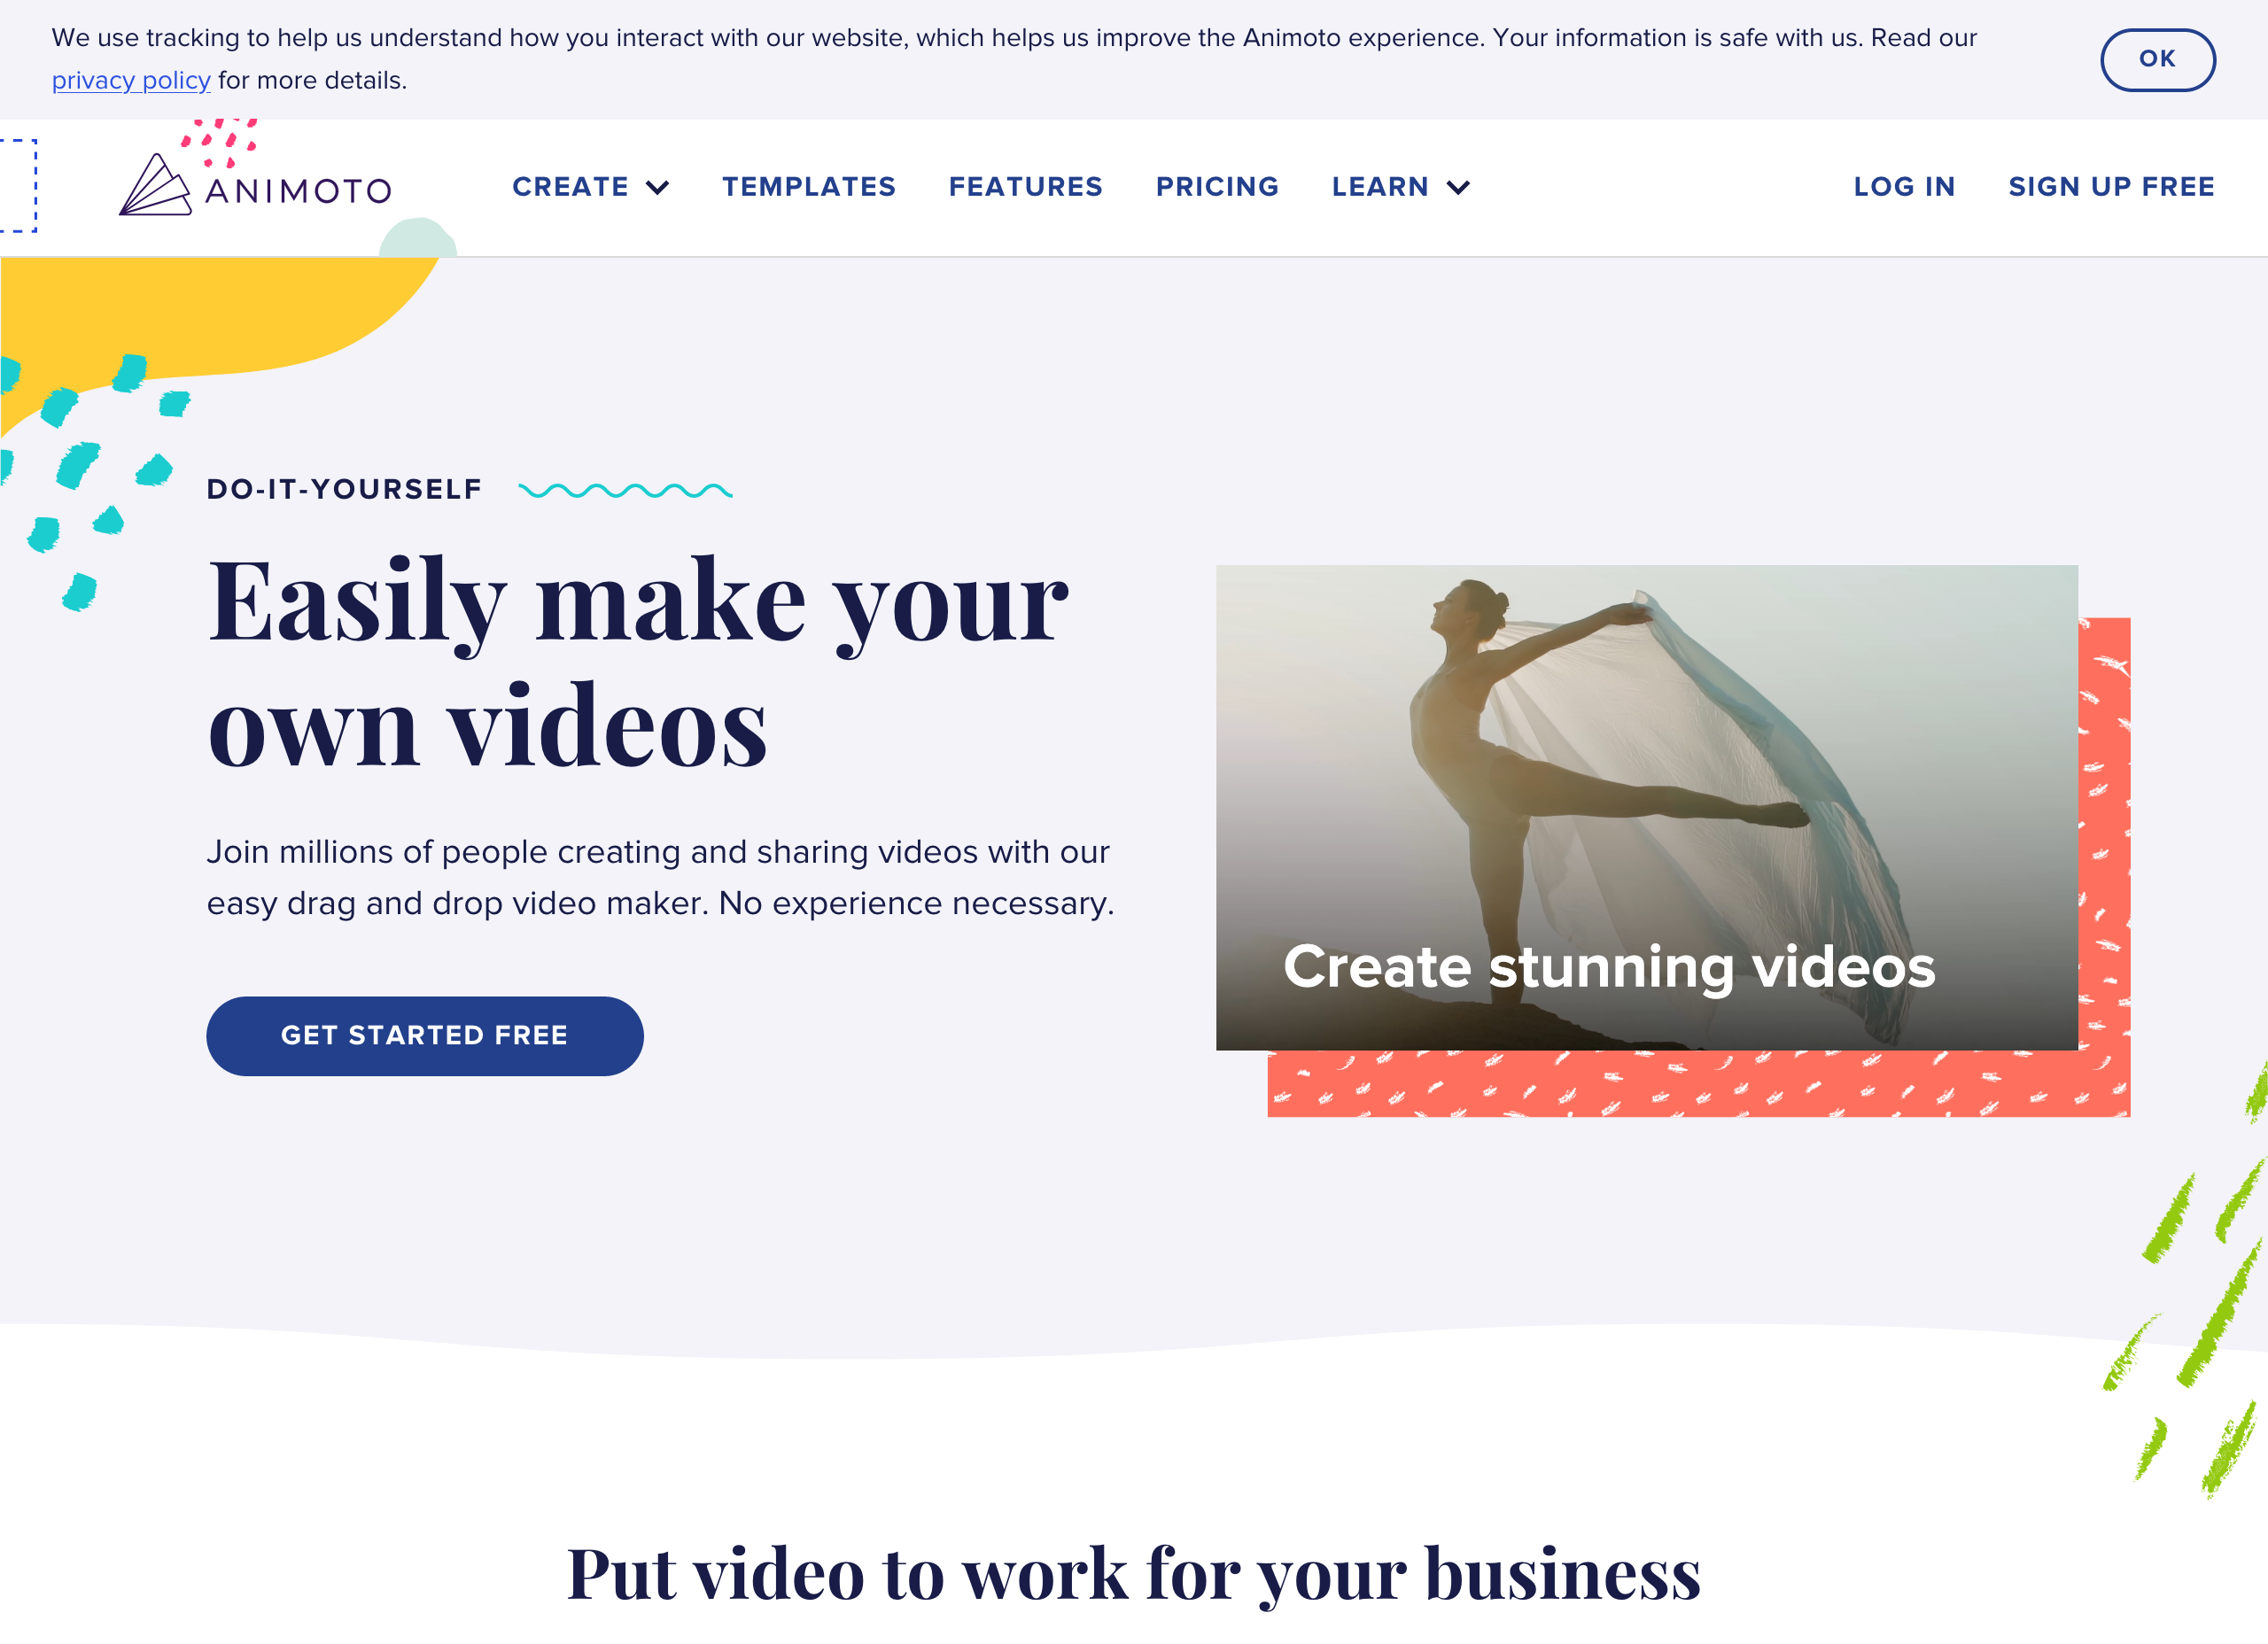 We use tracking to help us understand how you interact with our website, which helps us improve the Animoto experience. Your information is safe with us. Read our
privacy policy for more details.
OK
ANIMOTO
CREATE
TEMPLATES
FEATURES
PRICING
LEARN
LOG IN
SIGN UP FREE
DO-IT-YOURSELF
Easily make your
own videos
Join millions of people creating and sharing videos with our
easy drag and drop video maker. No experience necessary.
GET STARTED FREE
Create stunning videos
Put video to work for your business